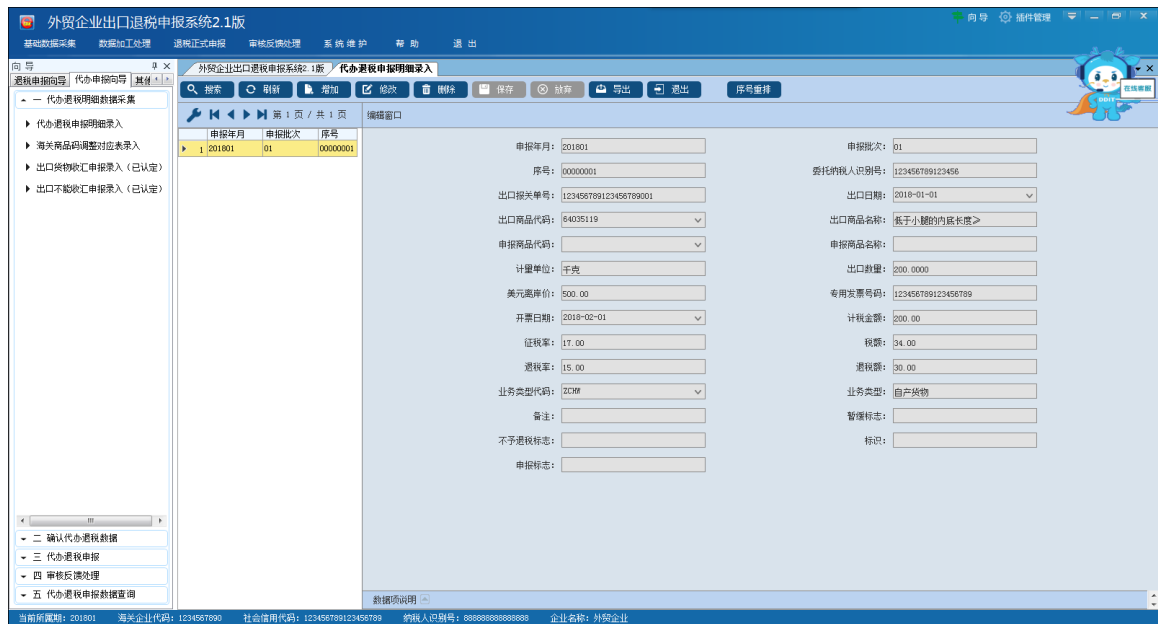 外贸企业出口退税申报系统2.1版 向导 插件管理
基础数据采集 数据加工处理 退税正式申报 审核反馈处理 系统维护 帮助 退出
向导
外贸企业出口退税申报系统2.1版 代办退税申报明细录入
退税申报向导 代办申报向导
搜索 刷新 增加 修改 删除 保存 放弃 导出 退出 序号重排
在线客服
一 代办退税明细数据采集
代办退税申报明细录入
海关商品码调整对应表录入
出口货物收汇申报录入(已认定)
出口不能收汇申报录入(已认定)
第 1 页 / 共 1 页
编辑窗口
申报年月 申报批次 序号
1 201801 01 00000001
申报年月: 201801 申报批次: 01
序号: 00000001 委托纳税人识别号: 123456789123456
出口报关单号: 123456789123456789001 出口日期: 2018-01-01
出口商品代码: 64035119 出口商品名称: 低于小腿的内底长度≥
申报商品代码: 申报商品名称:
计量单位: 千克 出口数量: 200.0000
美元离岸价: 500.00 专用发票号码: 123456789123456789
开票日期: 2018-02-01 计税金额: 200.00
征税率: 17.00 税额: 34.00
退税率: 15.00 退税额: 30.00
业务类型代码: ZCHW 业务类型: 自产货物
备注: 暂缓标志:
不予退税标志: 标识:
申报标志:
二 确认代办退税数据
三 代办退税申报
四 审核反馈处理
五 代办退税申报数据查询
数据项说明
当前所属期: 201801 海关企业代码: 1234567890 社会信用代码: 123456789123456789 纳税人识别号: 888888888888888 企业名称: 外贸企业